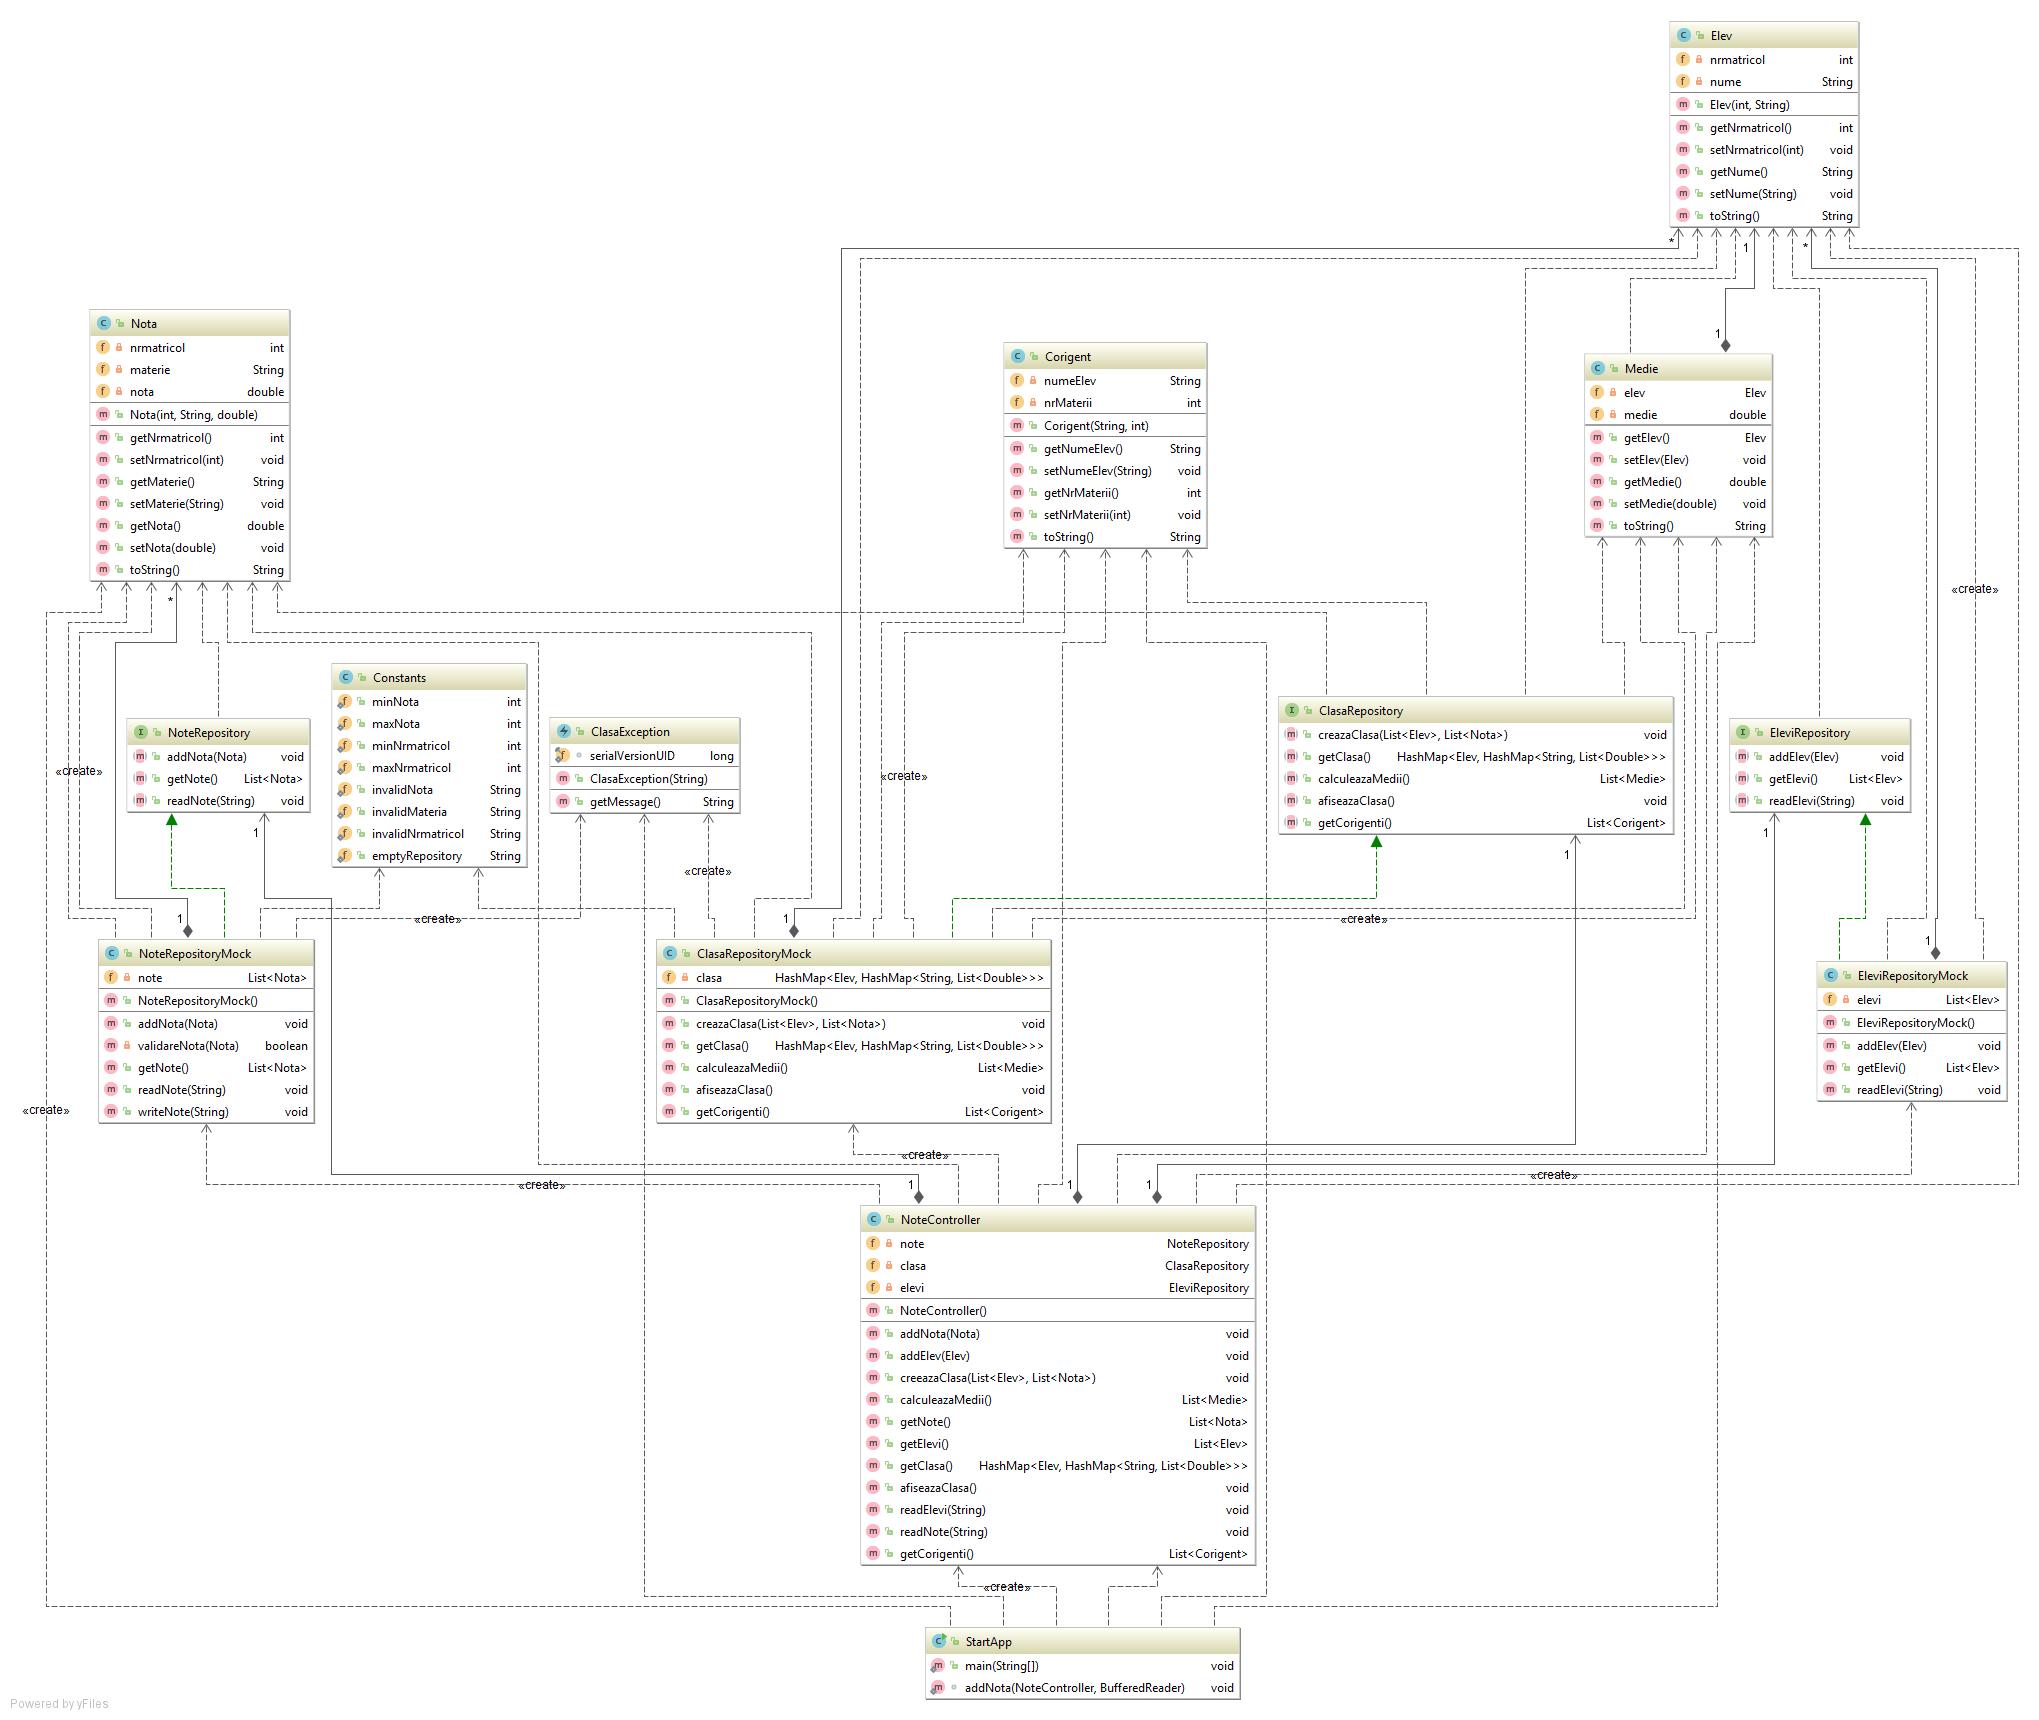 Elev
nrmatricol int
nume String
Elev(int, String)
getNrmatricol() int
setNrmatricol(int) void
getNume() String
setNume(String) void
toString() String
* 1 *
Nota
nrmatricol int
materie String
nota double
Nota(int, String, double)
getNrmatricol() int
setNrmatricol(int) void
getMaterie() String
setMaterie(String) void
getNota() double
setNota(double) void
toString() String
*
Corigent
numeElev String
nrMaterii int
Corigent(String, int)
getNumeElev() String
setNumeElev(String) void
getNrMaterii() int
setNrMaterii(int) void
toString() String
1
Medie
elev Elev
medie double
getElev() Elev
setElev(Elev) void
getMedie() double
setMedie(double) void
toString() String
«create»
Constants
minNota int
maxNota int
minNrmatricol int
maxNrmatricol int
invalidNota String
invalidMateria String
invalidNrmatricol String
emptyRepository String
NoteRepository
addNota(Nota) void
getNote() List<Nota>
readNote(String) void
1
«create»
ClasaException
serialVersionUID long
ClasaException(String)
getMessage() String
«create»
«create»
ClasaRepository
creazaClasa(List<Elev>, List<Nota>) void
getClasa() HashMap<Elev, HashMap<String, List<Double>>>
calculeazaMedii() List<Medie>
afiseazaClasa() void
getCorigenti() List<Corigent>
1
EleviRepository
addElev(Elev) void
getElevi() List<Elev>
readElevi(String) void
1
1 «create» 1 «create» 1
NoteRepositoryMock
note List<Nota>
NoteRepositoryMock()
addNota(Nota) void
validareNota(Nota) boolean
getNote() List<Nota>
readNote(String) void
writeNote(String) void
«create»
ClasaRepositoryMock
clasa HashMap<Elev, HashMap<String, List<Double>>>
ClasaRepositoryMock()
creazaClasa(List<Elev>, List<Nota>) void
getClasa() HashMap<Elev, HashMap<String, List<Double>>>
calculeazaMedii() List<Medie>
afiseazaClasa() void
getCorigenti() List<Corigent>
EleviRepositoryMock
elevi List<Elev>
EleviRepositoryMock()
addElev(Elev) void
getElevi() List<Elev>
readElevi(String) void
«create»
«create» 1 1 1 «create»
NoteController
note NoteRepository
clasa ClasaRepository
elevi EleviRepository
NoteController()
addNota(Nota) void
addElev(Elev) void
creeazaClasa(List<Elev>, List<Nota>) void
calculeazaMedii() List<Medie>
getNote() List<Nota>
getElevi() List<Elev>
getClasa() HashMap<Elev, HashMap<String, List<Double>>>
afiseazaClasa() void
readElevi(String) void
readNote(String) void
getCorigenti() List<Corigent>
«create»
StartApp
main(String[]) void
addNota(NoteController, BufferedReader) void
Powered by yFiles